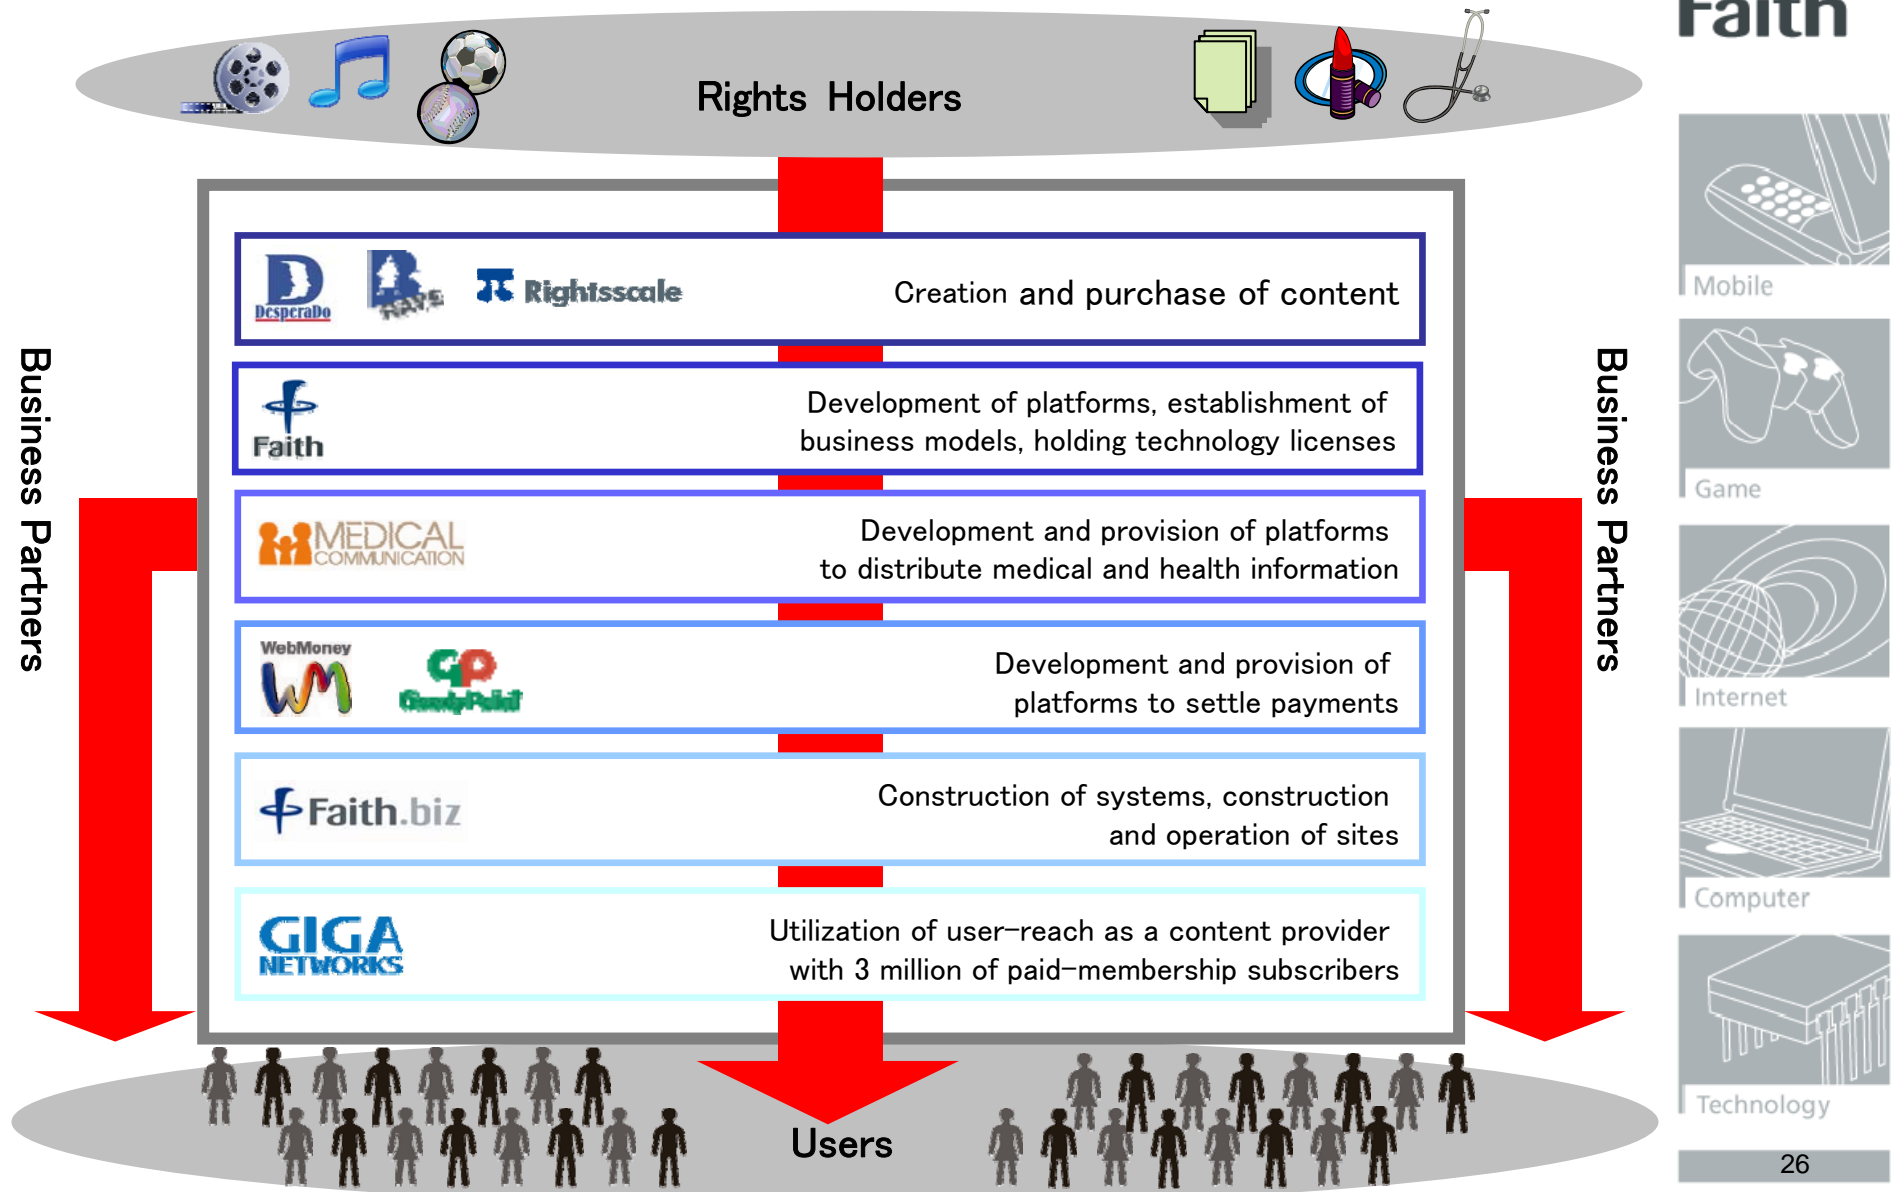 Faith
Rights Holders
DesperaDo
Rightsscale
Creation and purchase of content
Faith
Development of platforms, establishment of
business models, holding technology licenses
MEDICAL
COMMUNICATION
Development and provision of platforms
to distribute medical and health information
WebMoney
WM
GP
Development and provision of
platforms to settle payments
Faith.biz
Construction of systems, construction
and operation of sites
GIGA
NETWORKS
Utilization of user-reach as a content provider
with 3 million of paid-membership subscribers
Business Partners
Business Partners
Users
Mobile
Game
Internet
Computer
Technology
26